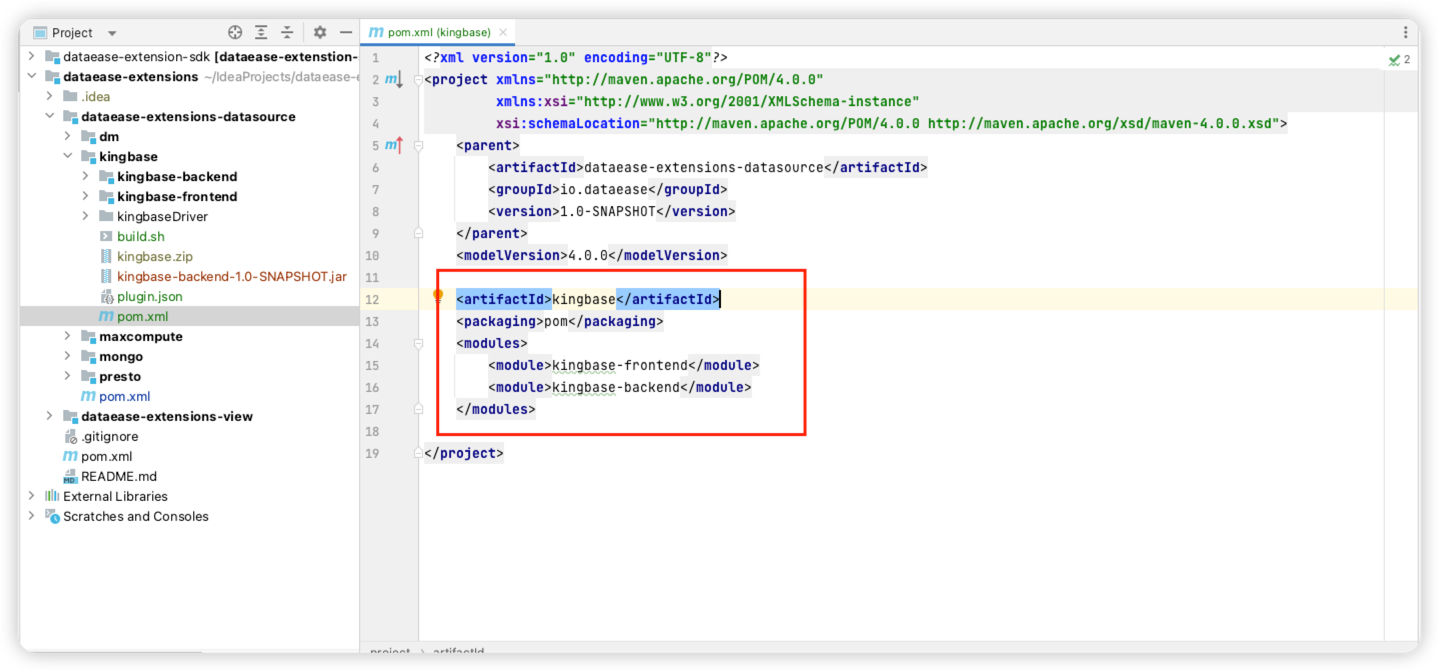 Project
pom.xml (kingbase)
dataease-extension-sdk [dataease-extenstion-
dataease-extensions ~/IdeaProjects/dataease-e
.idea
dataease-extensions-datasource
dm
kingbase
kingbase-backend
kingbase-frontend
kingbaseDriver
build.sh
kingbase.zip
kingbase-backend-1.0-SNAPSHOT.jar
plugin.json
pom.xml
maxcompute
mongo
presto
pom.xml
dataease-extensions-view
.gitignore
pom.xml
README.md
External Libraries
Scratches and Consoles
1 <?xml version="1.0" encoding="UTF-8"?>
2 <project xmlns="http://maven.apache.org/POM/4.0.0"
3 xmlns:xsi="http://www.w3.org/2001/XMLSchema-instance"
4 xsi:schemaLocation="http://maven.apache.org/POM/4.0.0 http://maven.apache.org/xsd/maven-4.0.0.xsd">
5 <parent>
6 <artifactId>dataease-extensions-datasource</artifactId>
7 <groupId>io.dataease</groupId>
8 <version>1.0-SNAPSHOT</version>
9 </parent>
10 <modelVersion>4.0.0</modelVersion>
11
12 <artifactId>kingbase</artifactId>
13 <packaging>pom</packaging>
14 <modules>
15 <module>kingbase-frontend</module>
16 <module>kingbase-backend</module>
17 </modules>
18
19 </project>
2
project › artifactId